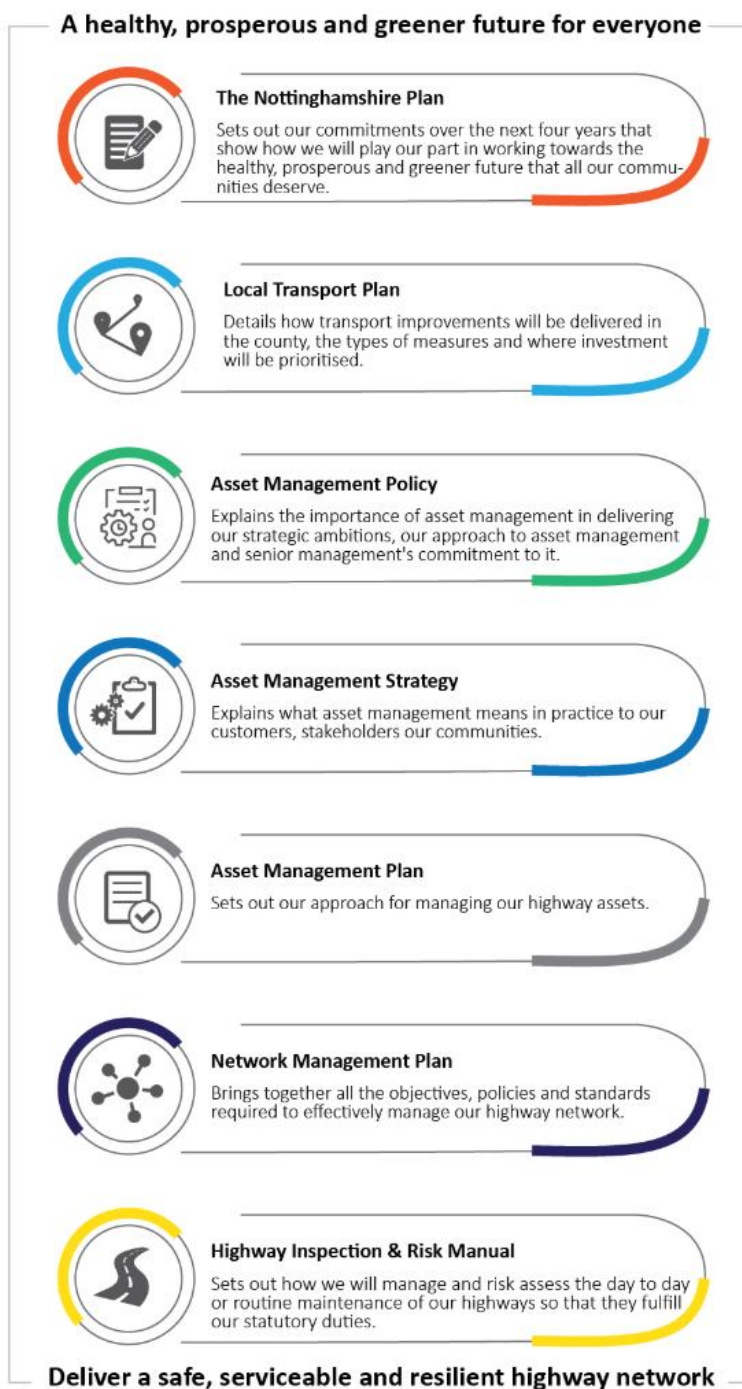 A healthy, prosperous and greener future for everyone
The Nottinghamshire Plan
Sets out our commitments over the next four years that
show how we will play our part in working towards the
healthy, prosperous and greener future that all our commu-
nities deserve.
Local Transport Plan
Details how transport improvements will be delivered in
the county, the types of measures and where investment
will be prioritised.
Asset Management Policy
Explains the importance of asset management in delivering
our strategic ambitions, our approach to asset management
and senior management's commitment to it.
Asset Management Strategy
Explains what asset management means in practice to our
customers, stakeholders our communities.
Asset Management Plan
Sets out our approach for managing our highway assets.
Network Management Plan
Brings together all the objectives, policies and standards
required to effectively manage our highway network.
Highway Inspection & Risk Manual
Sets out how we will manage and risk assess the day to day
or routine maintenance of our highways so that they fulfill
our statutory duties.
Deliver a safe, serviceable and resilient highway network